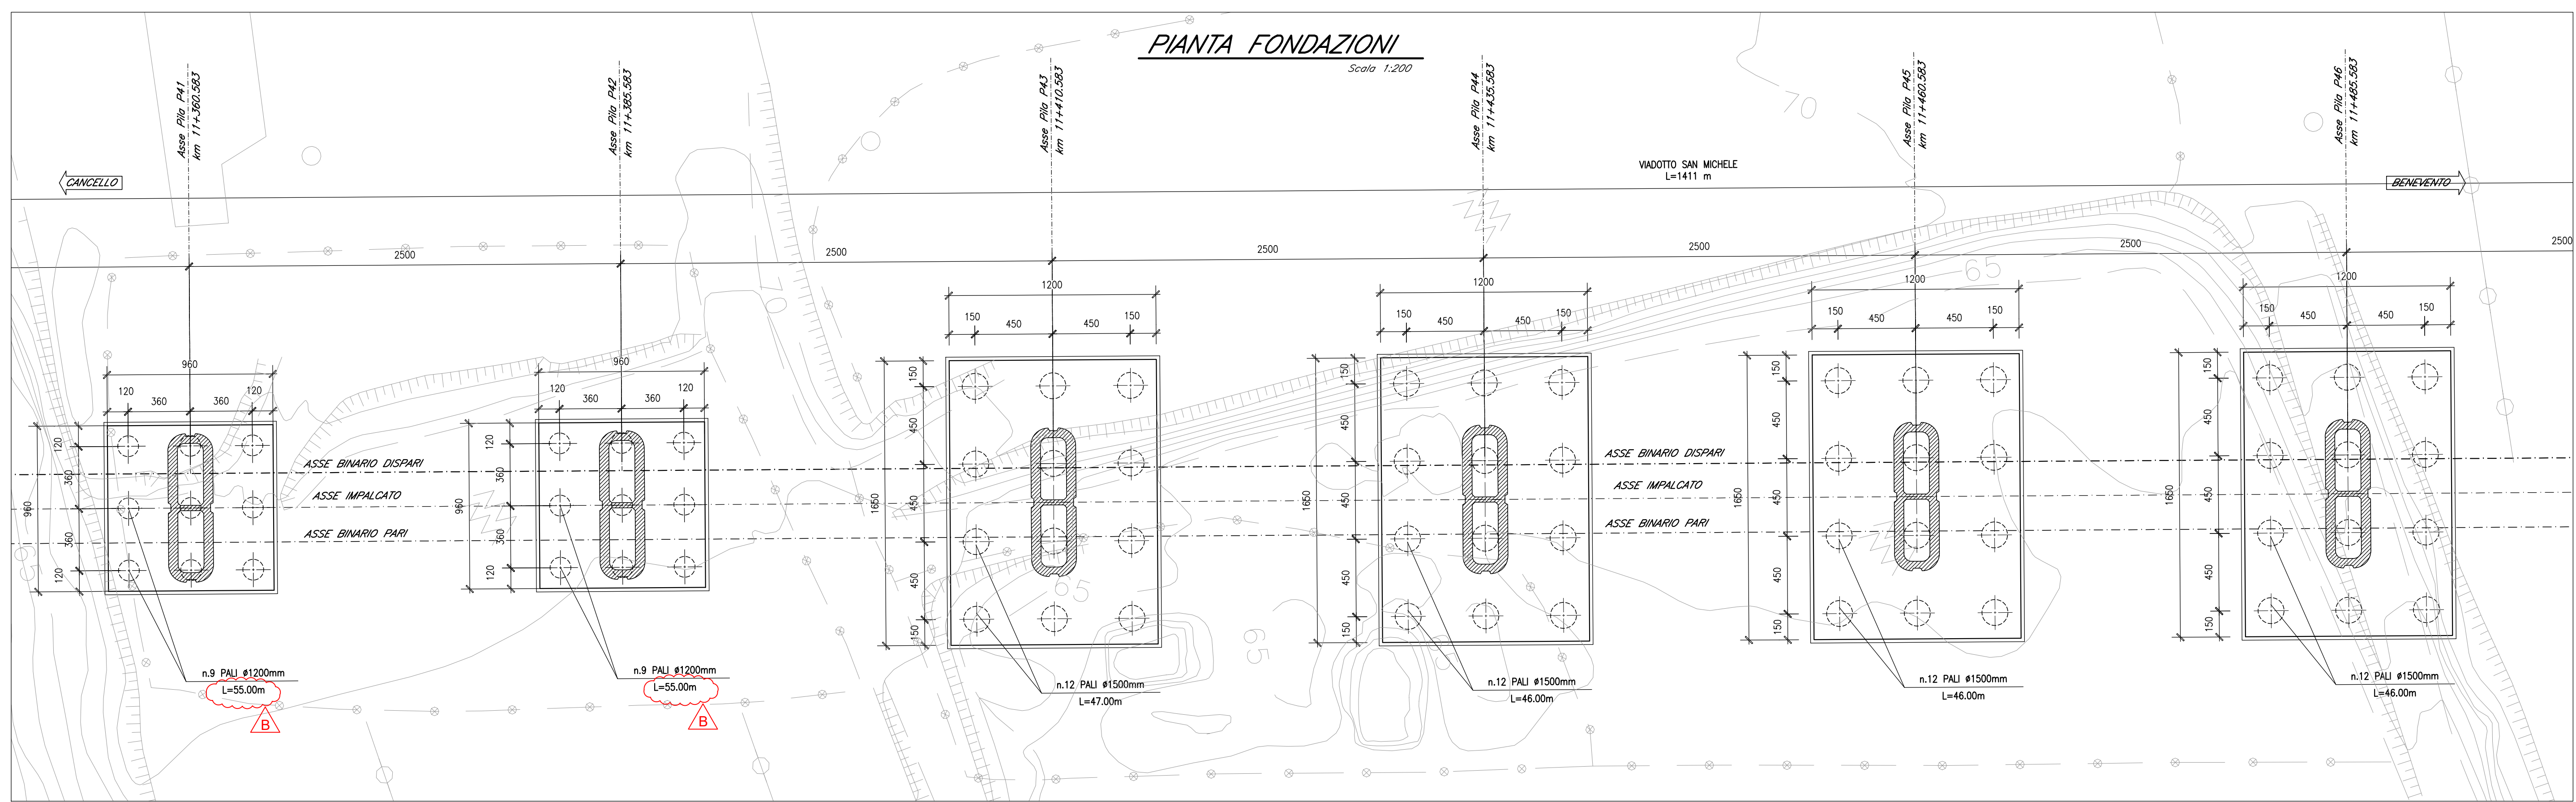 PIANTA FONDAZIONI
Scala 1:200
Asse Pila P41
km 11+360.583
Asse Pila P42
km 11+385.583
Asse Pila P43
km 11+410.583
Asse Pila P44
km 11+435.583
Asse Pila P45
km 11+460.583
Asse Pila P46
km 11+485.583
CANCELLO
VIADOTTO SAN MICHELE
L=1411 m
BENEVENTO
70
70
65
65
65
65
65
2500
2500
2500
2500
2500
2500
960
120
360
360
120
960
120
360
360
120
960
120
360
360
120
960
120
360
360
120
1200
150
450
450
150
1650
150
450
450
450
150
1200
150
450
450
150
1650
150
450
450
450
150
1200
150
450
450
150
1650
150
450
450
450
150
1200
150
450
450
150
1650
150
450
450
450
150
ASSE BINARIO DISPARI
ASSE IMPALCATO
ASSE BINARIO PARI
ASSE BINARIO DISPARI
ASSE IMPALCATO
ASSE BINARIO PARI
n.9 PALI ø1200mm
L=55.00m
B
n.9 PALI ø1200mm
L=55.00m
B
n.12 PALI ø1500mm
L=47.00m
n.12 PALI ø1500mm
L=46.00m
n.12 PALI ø1500mm
L=46.00m
n.12 PALI ø1500mm
L=46.00m